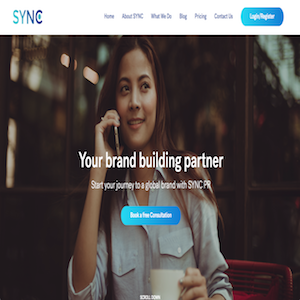 SYNC
Home About SYNC What We Do Blog Pricing Contact Us Login/Register
Your brand building partner
Start your journey to a global brand with SYNC PR
Book a free Consultation
SCROLL DOWN